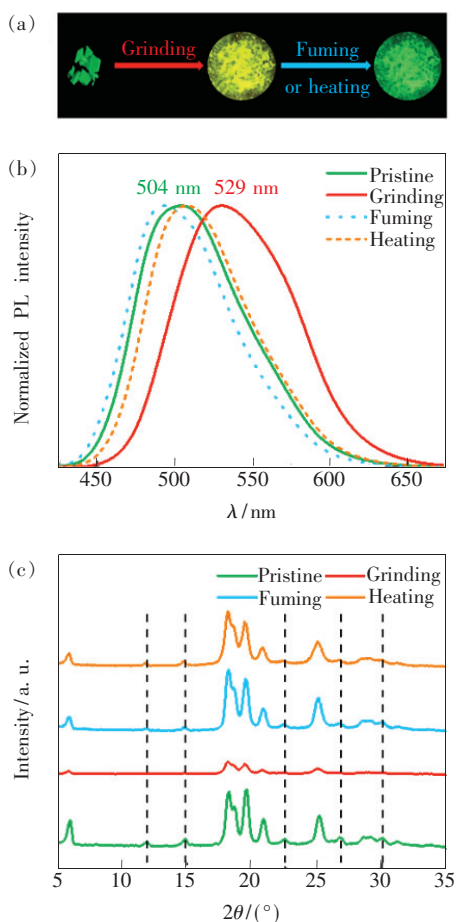 (a)
Grinding
Fuming
or heating
(b)
504 nm 529 nm
Pristine
Grinding
Fuming
Heating
Normalized PL intensity
450 500 550 600 650
λ/nm
(c)
Pristine Grinding
Fuming Heating
Intensity/a. u.
5 10 15 20 25 30 35
2θ/(°)